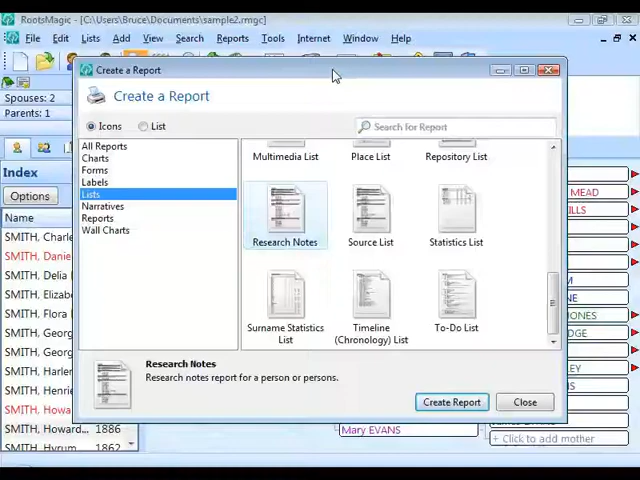 RootsMagic - [C:\Users\Bruce\Documents\sample2.rmgc]
File Edit Lists Add View Search Reports Tools Internet Window Help
Spouses: 2
Parents: 1
Index
Options
Name
SMITH, Charle
SMITH, Danie
SMITH, Delia
SMITH, Elizab
SMITH, Flora
SMITH, Georg
SMITH, Georg
SMITH, Harler
SMITH, Henrie
SMITH, Howa
SMITH, Howard... 1886
SMITH, Hyrum... 1862
Create a Report
Create a Report
Icons List
Search for Report
All Reports
Charts
Forms
Labels
Lists
Narratives
Reports
Wall Charts
Multimedia List Place List Repository List
Research Notes Source List Statistics List
Surname Statistics List Timeline (Chronology) List To-Do List
Research Notes
Research notes report for a person or persons.
Create Report Close
MEAD
ILLS
NE
JONES
DGE
LEY
Mary EVANS
+ Click to add mother